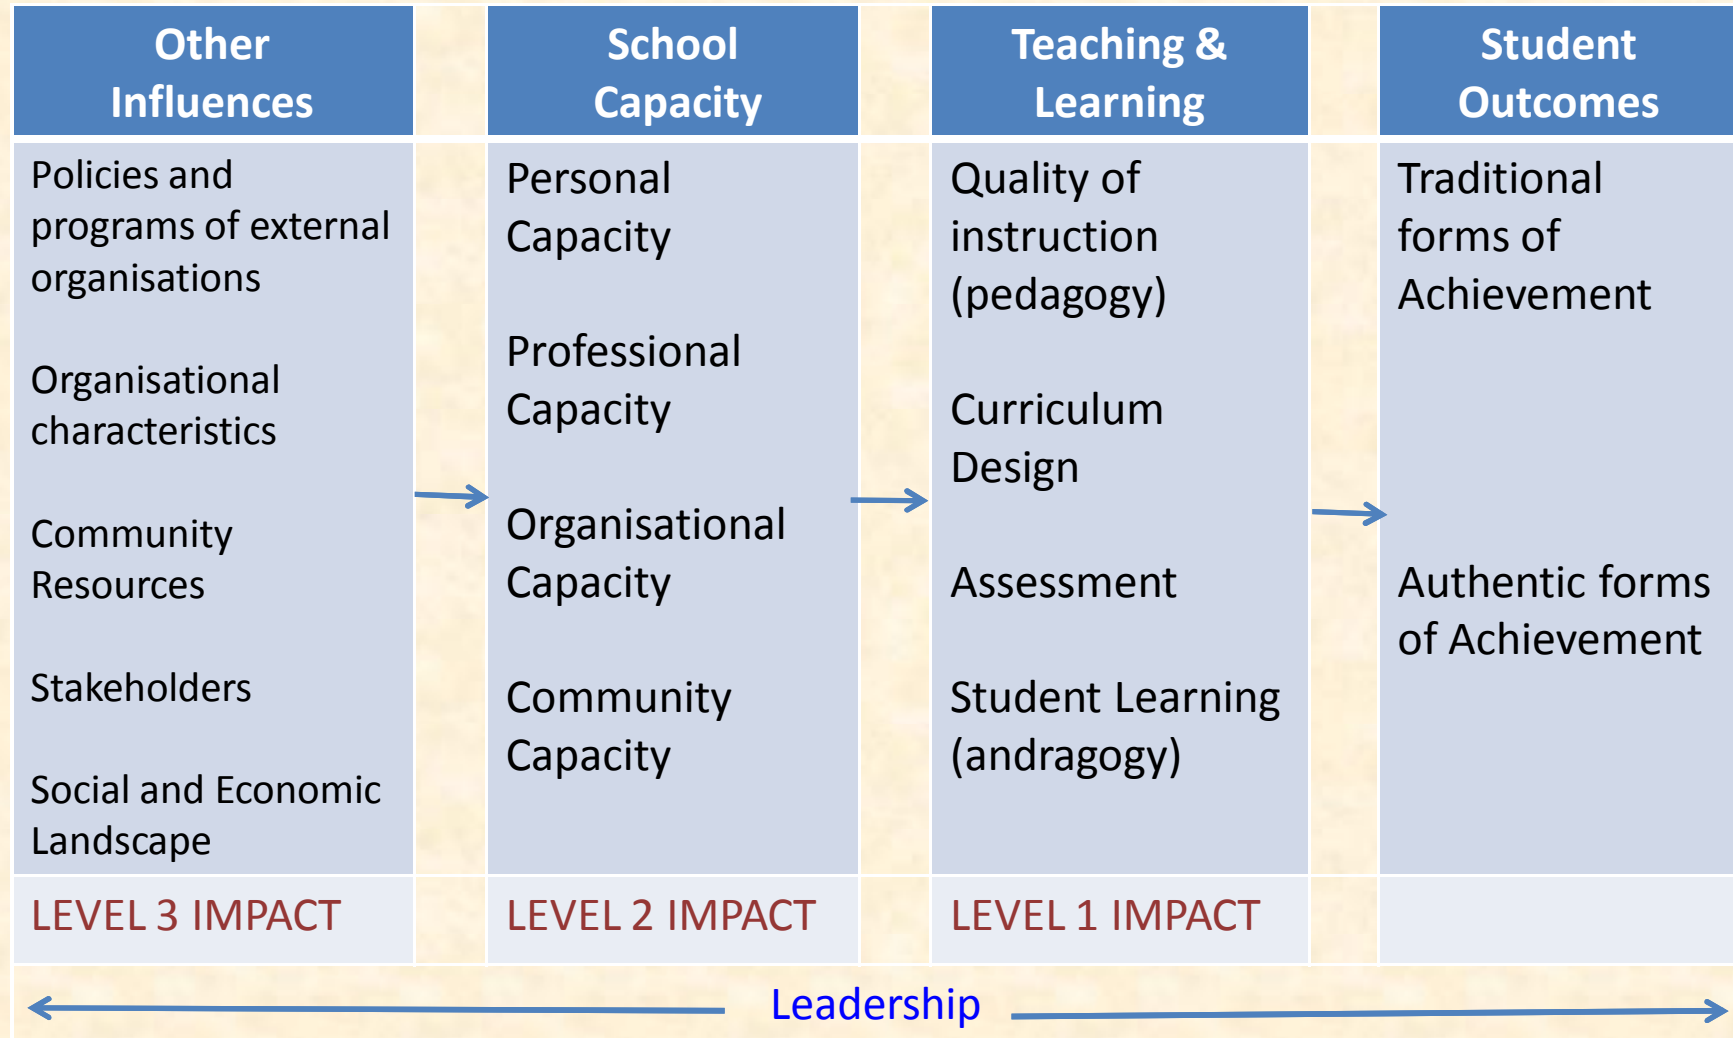 Other
Influences
School
Capacity
Teaching &
Learning
Student
Outcomes
Policies and
programs of external
organisations
Organisational
characteristics
Community
Resources
Stakeholders
Social and Economic
Landscape
Personal
Capacity
Professional
Capacity
Organisational
Capacity
Community
Capacity
Quality of
instruction
(pedagogy)
Curriculum
Design
Assessment
Student Learning
(andragogy)
Traditional
forms of
Achievement
Authentic forms
of Achievement
LEVEL 3 IMPACT
LEVEL 2 IMPACT
LEVEL 1 IMPACT
Leadership